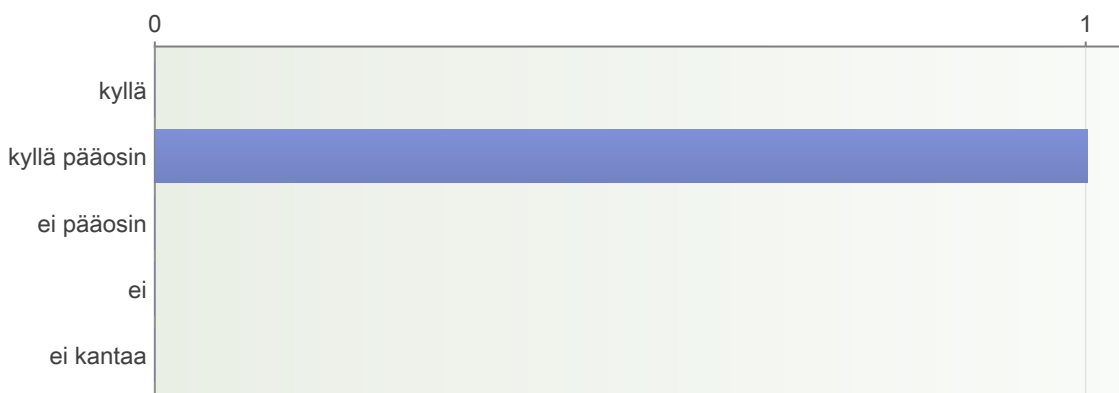 0 1
kyllä
kyllä pääosin
ei pääosin
ei
ei kantaa